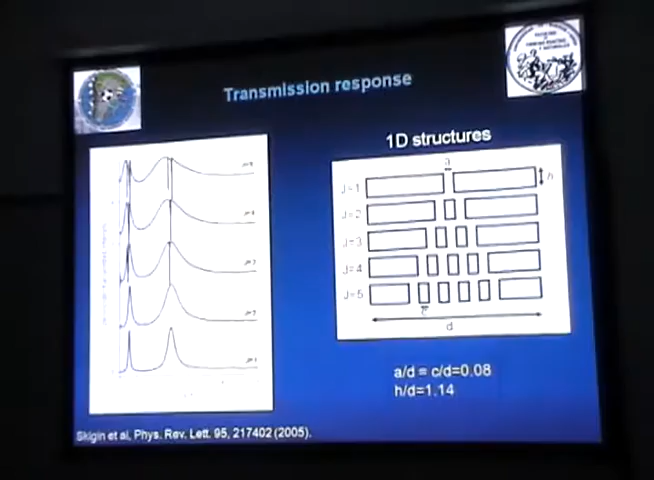 Transmission response
1D structures
a
J=1
h
J=2
J=3
J=4
J=5
c
d
a/d = c/d=0.08
h/d=1.14
Skigin et al, Phys. Rev. Lett. 95, 217402 (2005).